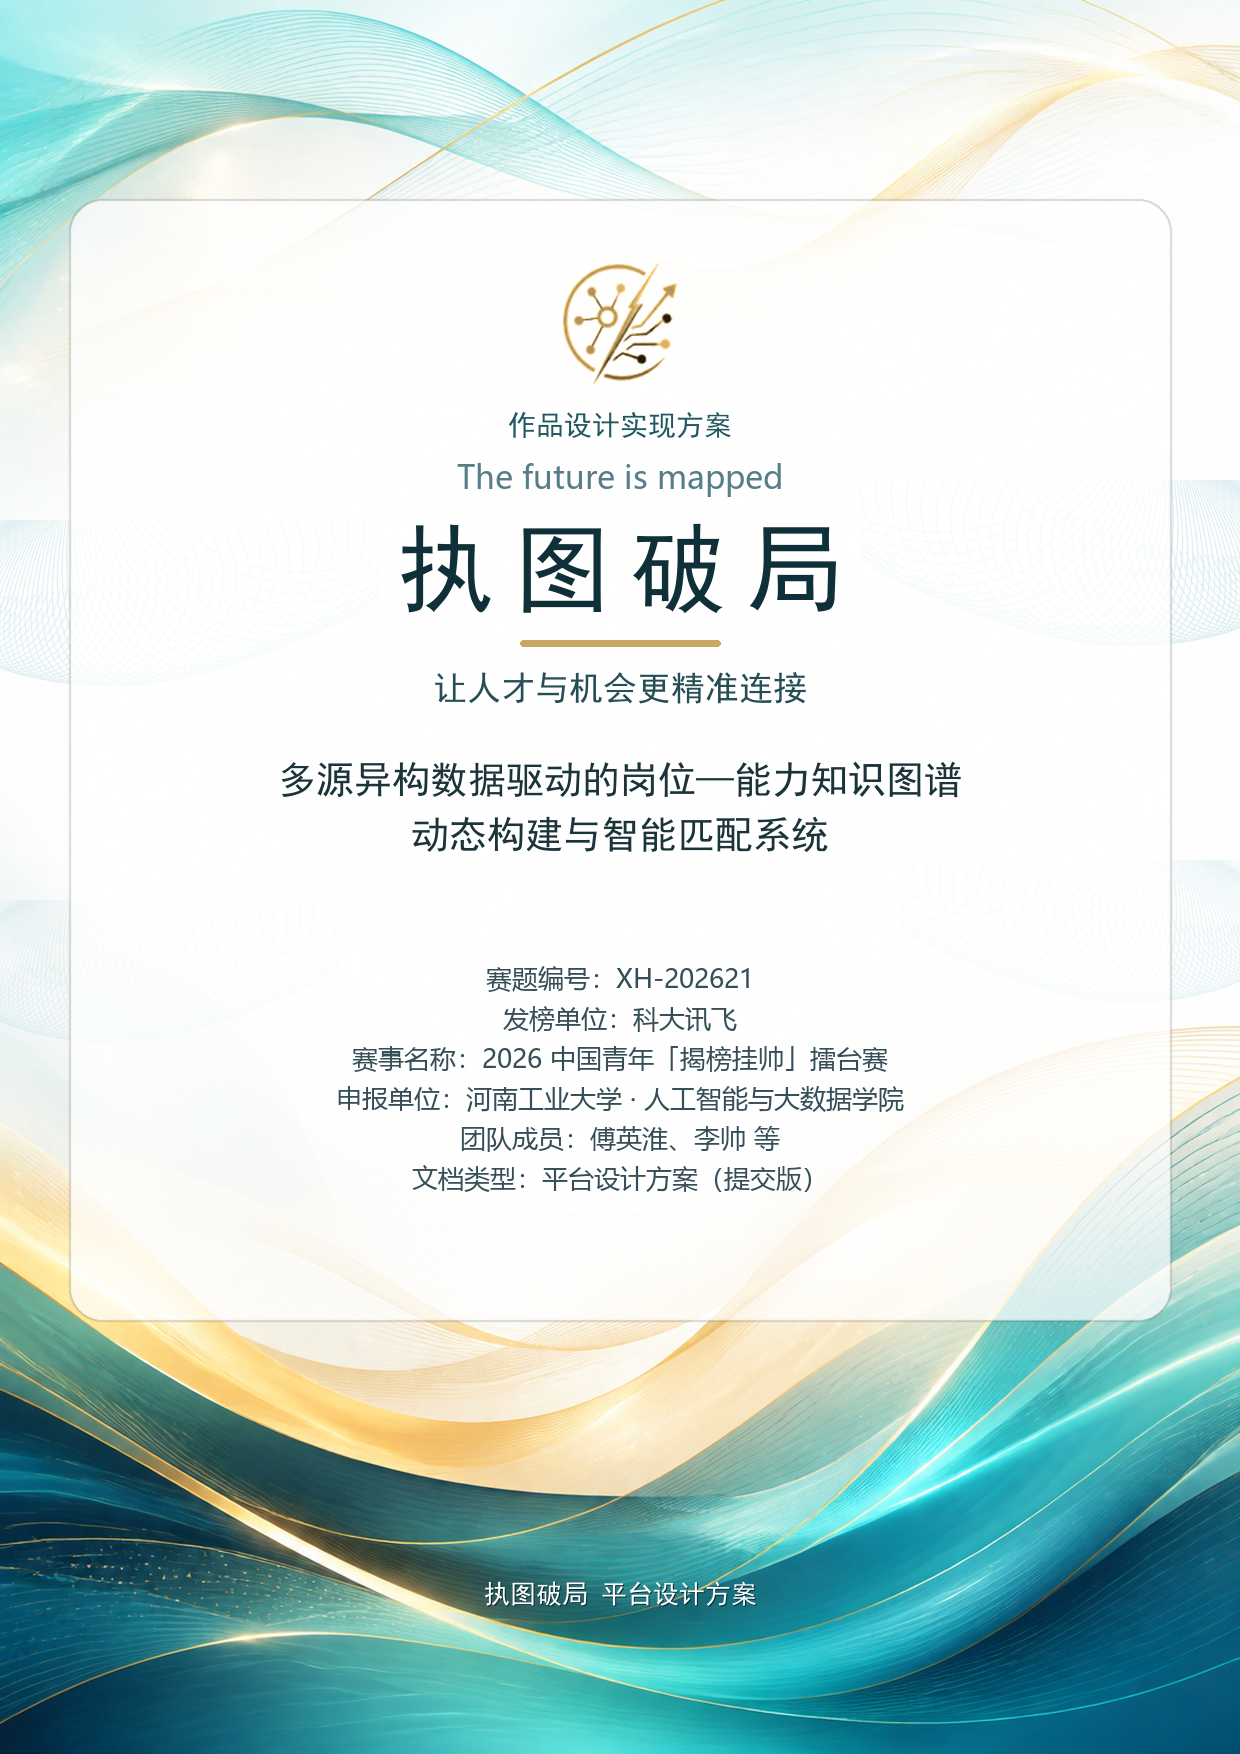 作品设计实现方案
The future is mapped
执图破局
让人才与机会更精准连接
多源异构数据驱动的岗位—能力知识图谱
动态构建与智能匹配系统
赛题编号：XH-202621
发榜单位：科大讯飞
赛事名称：2026 中国青年「揭榜挂帅」擂台赛
申报单位：河南工业大学 · 人工智能与大数据学院
团队成员：傅英淮、李帅 等
文档类型：平台设计方案（提交版）
执图破局 平台设计方案